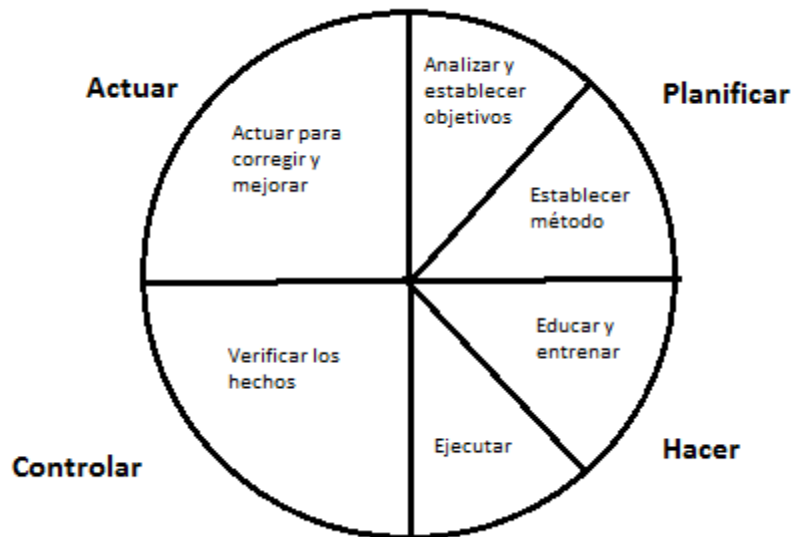 Actuar
Planificar
Analizar y
establecer
objetivos
Actuar para
corregir y
mejorar
Establecer
método
Educar y
entrenar
Verificar los
hechos
Ejecutar
Controlar
Hacer